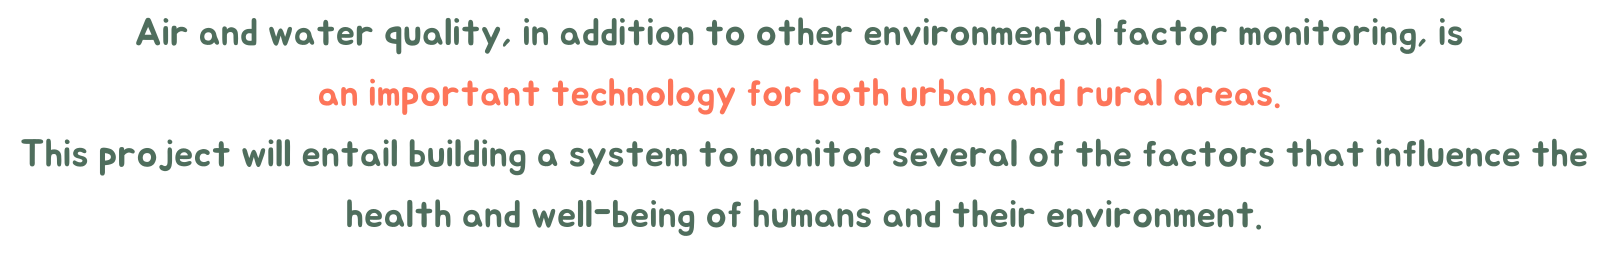 Air and water quality, in addition to other environmental factor monitoring, is
an important technology for both urban and rural areas.
This project will entail building a system to monitor several of the factors that influence the
health and well-being of humans and their environment.